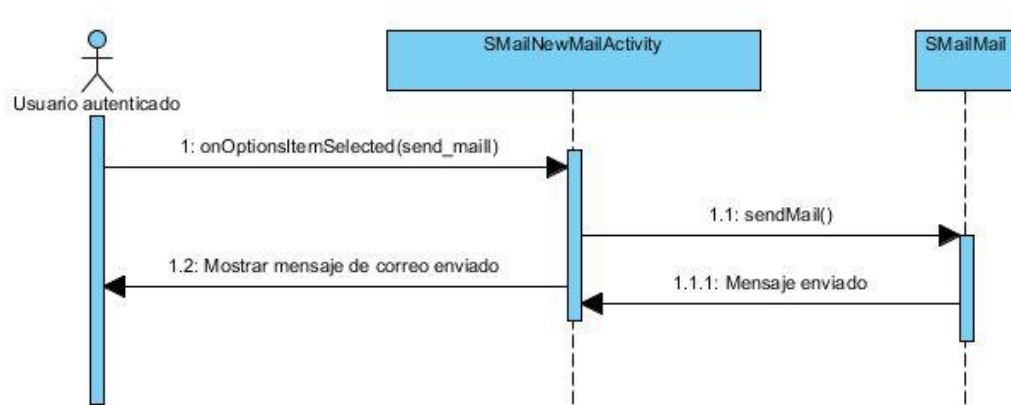 SMailNewMailActivity
SMailMail
Usuario autenticado
1: onOptionsItemSelected(send_maill)
1.1: sendMail()
1.2: Mostrar mensaje de correo enviado
1.1.1: Mensaje enviado